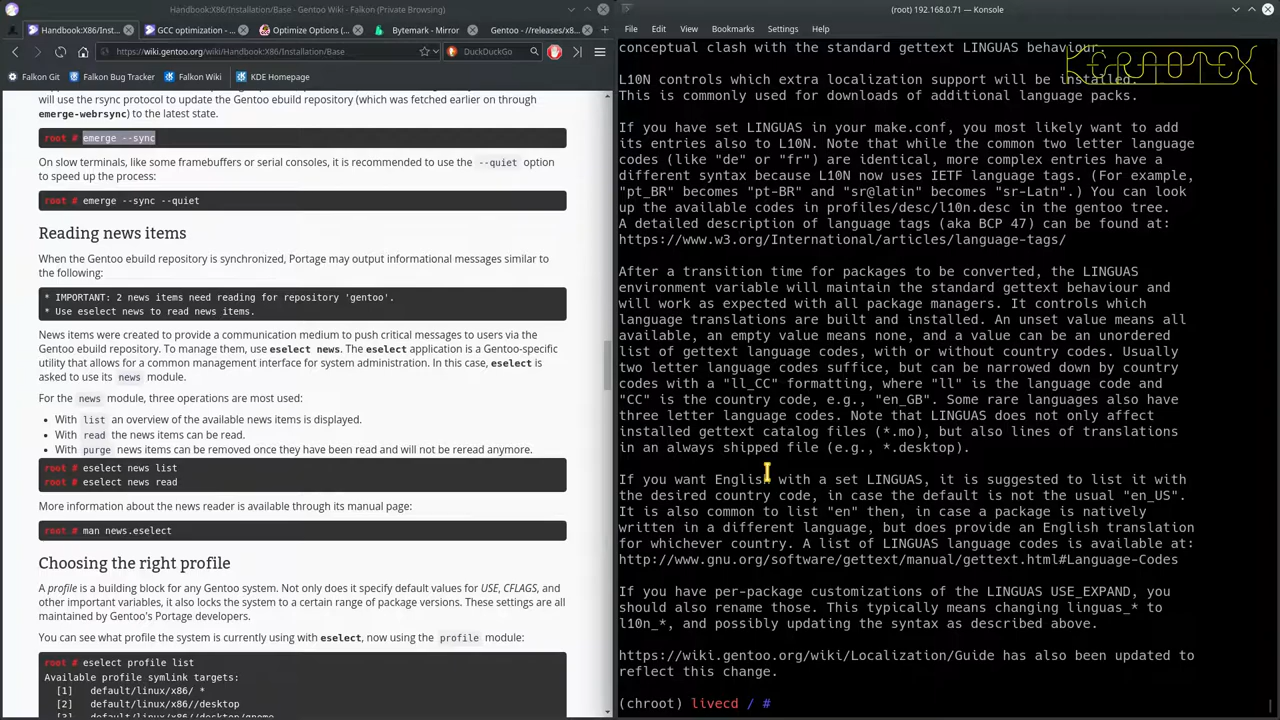 Handbook:X86/Installation/Base - Gentoo Wiki - Falkon (Private Browsing)
Handbook:X86/Inst...
GCC optimization - ...
Optimize Options (...
Bytemark - Mirror
Gentoo - //releases/x8...
https://wiki.gentoo.org/wiki/Handbook:X86/Installation/Base
DuckDuckGo
Falkon Git
Falkon Bug Tracker
Falkon Wiki
KDE Homepage
will use the rsync protocol to update the Gentoo ebuild repository (which was fetched earlier on through
emerge-webrsync) to the latest state.
root # emerge --sync
On slow terminals, like some framebuffers or serial consoles, it is recommended to use the --quiet option
to speed up the process:
root # emerge --sync --quiet
Reading news items
When the Gentoo ebuild repository is synchronized, Portage may output informational messages similar to
the following:
* IMPORTANT: 2 news items need reading for repository 'gentoo'.
* Use eselect news to read news items.
News items were created to provide a communication medium to push critical messages to users via the
Gentoo ebuild repository. To manage them, use eselect news. The eselect application is a Gentoo-specific
utility that allows for a common management interface for system administration. In this case, eselect is
asked to use its news module.
For the news module, three operations are most used:
• With list an overview of the available news items is displayed.
• With read the news items can be read.
• With purge news items can be removed once they have been read and will not be reread anymore.
root # eselect news list
root # eselect news read
More information about the news reader is available through its manual page:
root # man news.eselect
Choosing the right profile
A profile is a building block for any Gentoo system. Not only does it specify default values for USE, CFLAGS, and
other important variables, it also locks the system to a certain range of package versions. These settings are all
maintained by Gentoo's Portage developers.
You can see what profile the system is currently using with eselect, now using the profile module:
root # eselect profile list
Available profile symlink targets:
[1] default/linux/x86/ *
[2] default/linux/x86//desktop
[3] default/linux/x86//desktop/gnome
(root) 192.168.0.71 — Konsole
File Edit View Bookmarks Settings Help
KERNOTEX
conceptual clash with the standard gettext LINGUAS behaviour.
L10N controls which extra localization support will be installed.
This is commonly used for downloads of additional language packs.
If you have set LINGUAS in your make.conf, you most likely want to add
its entries also to L10N. Note that while the common two letter language
codes (like "de" or "fr") are identical, more complex entries have a
different syntax because L10N now uses IETF language tags. (For example,
"pt_BR" becomes "pt-BR" and "sr@latin" becomes "sr-Latn".) You can look
up the available codes in profiles/desc/l10n.desc in the gentoo tree.
A detailed description of language tags (aka BCP 47) can be found at:
https://www.w3.org/International/articles/language-tags/
After a transition time for packages to be converted, the LINGUAS
environment variable will maintain the standard gettext behaviour and
will work as expected with all package managers. It controls which
language translations are built and installed. An unset value means all
available, an empty value means none, and a value can be an unordered
list of gettext language codes, with or without country codes. Usually
two letter language codes suffice, but can be narrowed down by country
codes with a "ll_CC" formatting, where "ll" is the language code and
"CC" is the country code, e.g., "en_GB". Some rare languages also have
three letter language codes. Note that LINGUAS does not only affect
installed gettext catalog files (*.mo), but also lines of translations
in an always shipped file (e.g., *.desktop).
If you want English with a set LINGUAS, it is suggested to list it with
the desired country code, in case the default is not the usual "en_US".
It is also common to list "en" then, in case a package is natively
written in a different language, but does provide an English translation
for whichever country. A list of LINGUAS language codes is available at:
http://www.gnu.org/software/gettext/manual/gettext.html#Language-Codes
If you have per-package customizations of the LINGUAS USE_EXPAND, you
should also rename those. This typically means changing linguas_* to
l10n_*, and possibly updating the syntax as described above.
https://wiki.gentoo.org/wiki/Localization/Guide has also been updated to
reflect this change.
(chroot) livecd / #